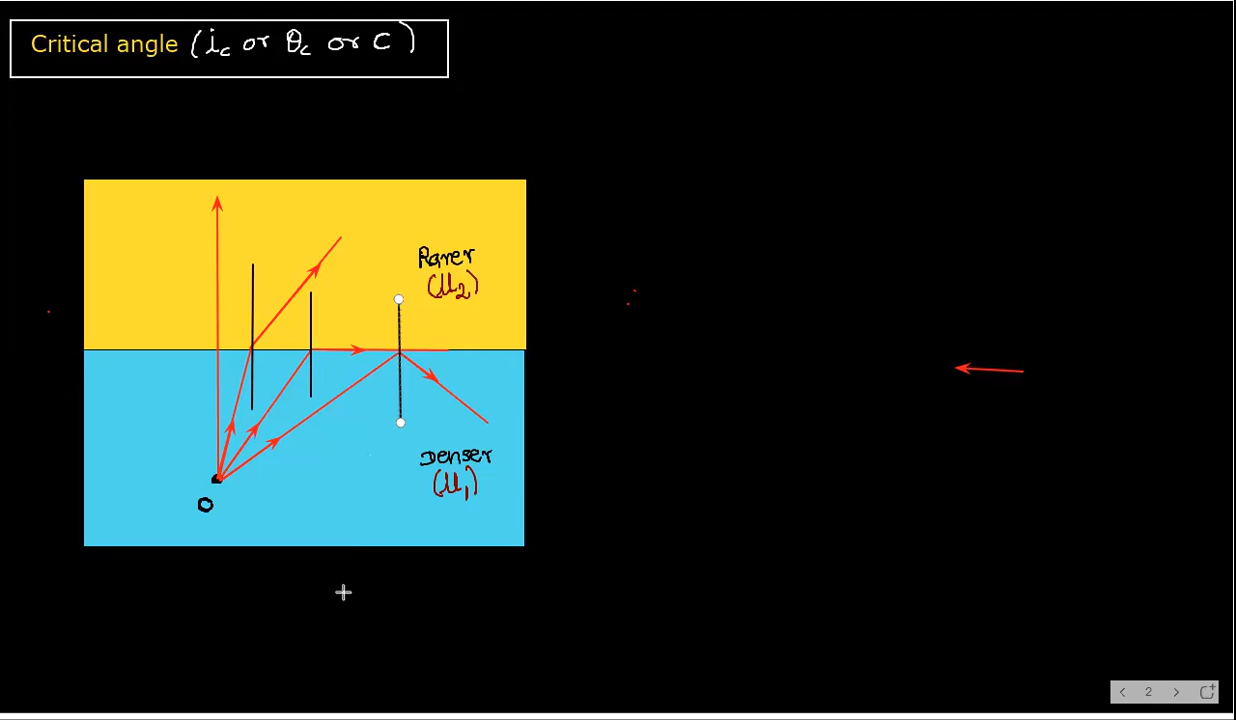 Critical angle (ic or θc or C)
Rarer
(μ2)
Denser
(μ1)
O
2